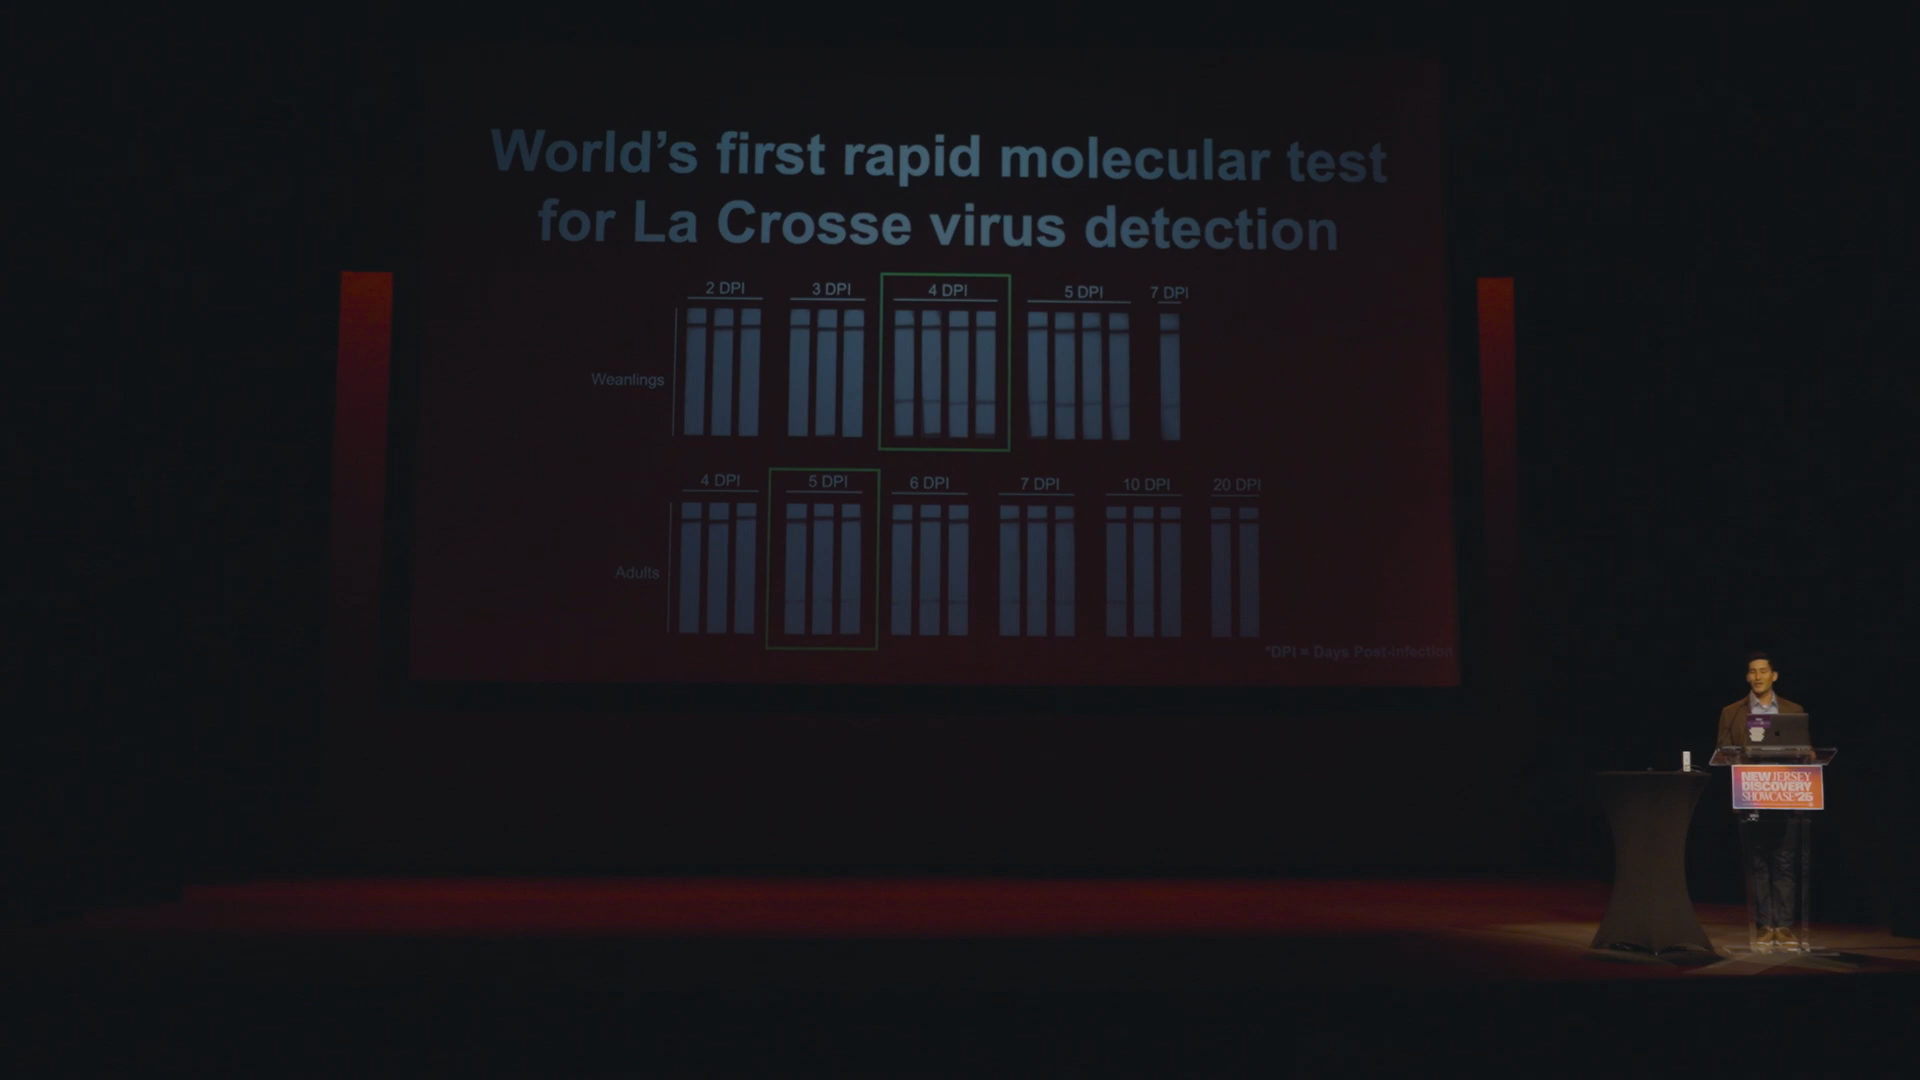 World's first rapid molecular test
for La Crosse virus detection
2 DPI 3 DPI 4 DPI 5 DPI 7 DPI
Weanlings
4 DPI 5 DPI 6 DPI 7 DPI 10 DPI 20 DPI
Adults
*DPI = Days Post-infection
NEW JERSEY
DISCOVERY
SHOWCASE '25